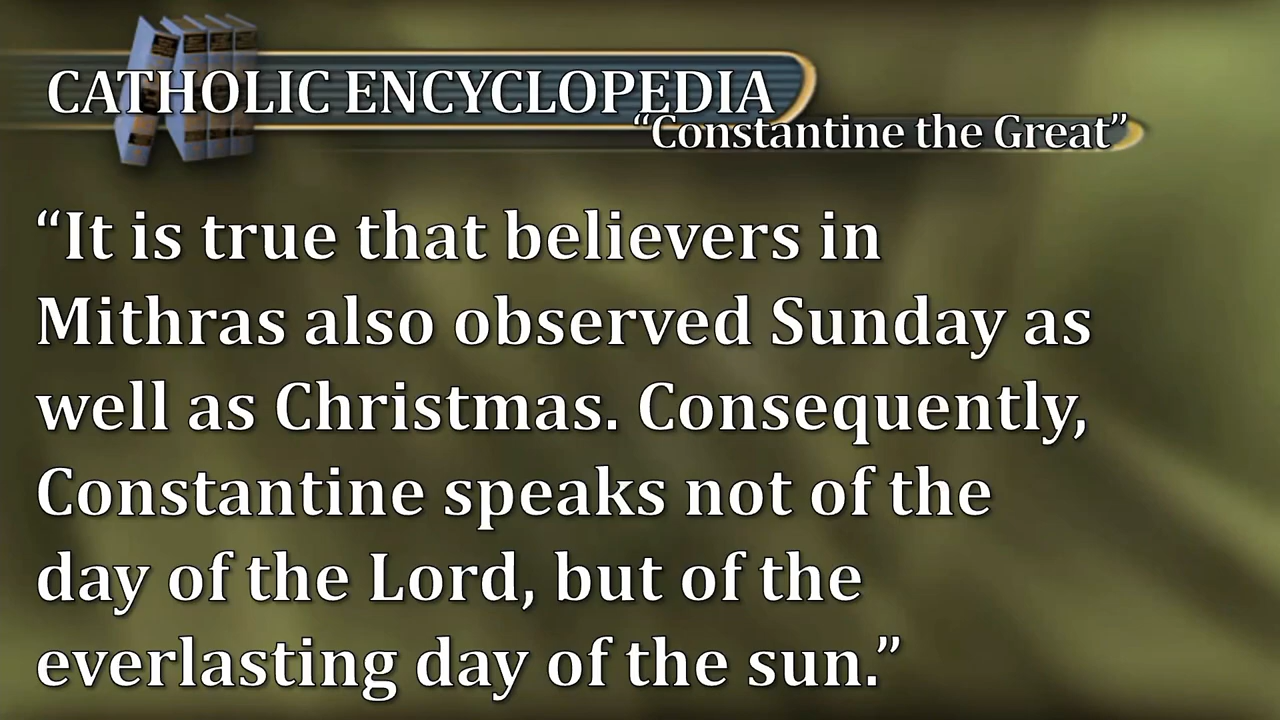 CATHOLIC ENCYCLOPEDIA
“Constantine the Great”
“It is true that believers in
Mithras also observed Sunday as
well as Christmas. Consequently,
Constantine speaks not of the
day of the Lord, but of the
everlasting day of the sun.”